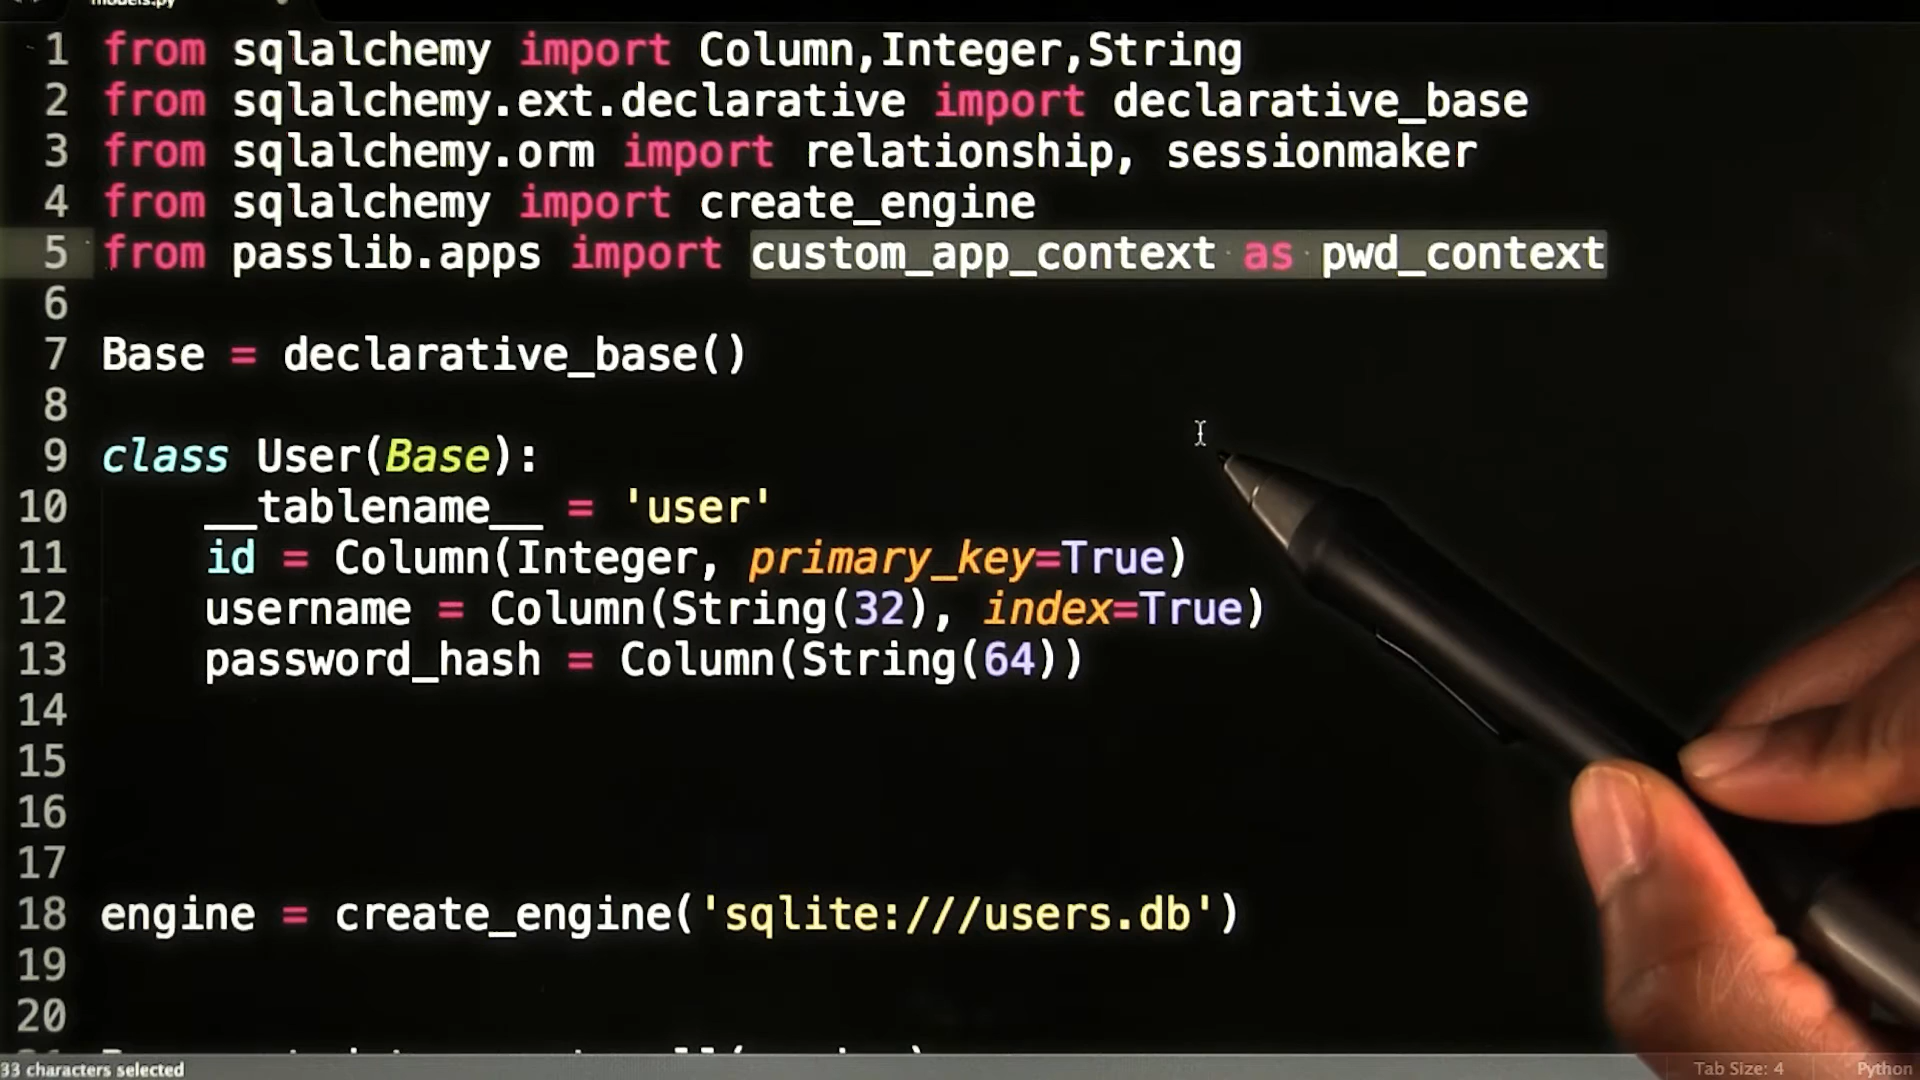 models.py
1 from sqlalchemy import Column,Integer,String
2 from sqlalchemy.ext.declarative import declarative_base
3 from sqlalchemy.orm import relationship, sessionmaker
4 from sqlalchemy import create_engine
5 from passlib.apps import custom_app_context as pwd_context
6
7 Base = declarative_base()
8
9 class User(Base):
10 __tablename__ = 'user'
11 id = Column(Integer, primary_key=True)
12 username = Column(String(32), index=True)
13 password_hash = Column(String(64))
14
15
16
17
18 engine = create_engine('sqlite:///users.db')
19
20
33 characters selected
Tab Size: 4
Python